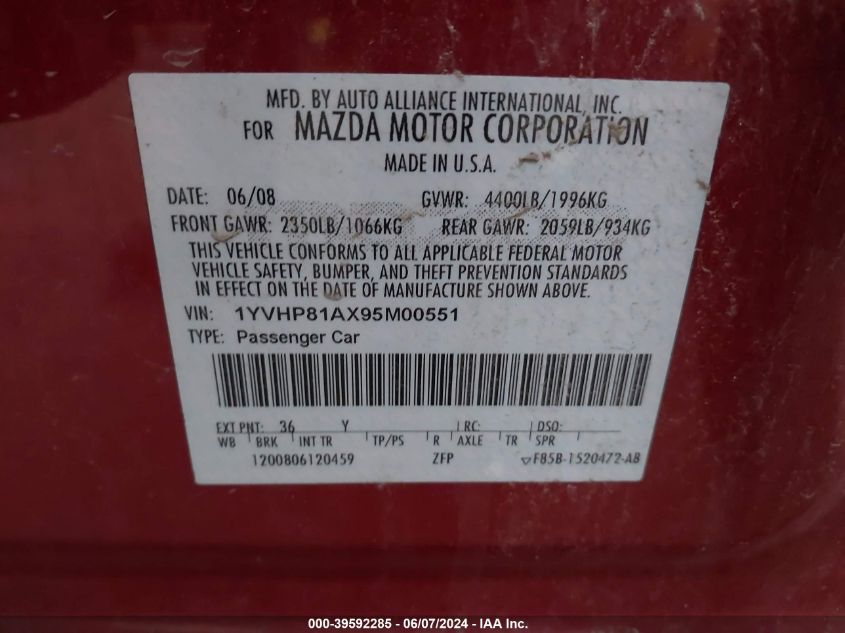 MFD. BY AUTO ALLIANCE INTERNATIONAL, INC.
FOR MAZDA MOTOR CORPORATION
MADE IN U.S.A.
DATE: 06/08 GVWR: 4400LB/1996KG
FRONT GAWR: 2350LB/1066KG REAR GAWR: 2059LB/934KG
THIS VEHICLE CONFORMS TO ALL APPLICABLE FEDERAL MOTOR
VEHICLE SAFETY, BUMPER, AND THEFT PREVENTION STANDARDS
IN EFFECT ON THE DATE OF MANUFACTURE SHOWN ABOVE.
VIN: 1YVHP81AX95M00551
TYPE: Passenger Car
EXT PNT: 36 Y RC: DSO:
WB BRK INT TR TP/PS R AXLE TR SPR
1200806120459 ZFP F85B-1520472-AB
000-39592285 - 06/07/2024 - IAA Inc.